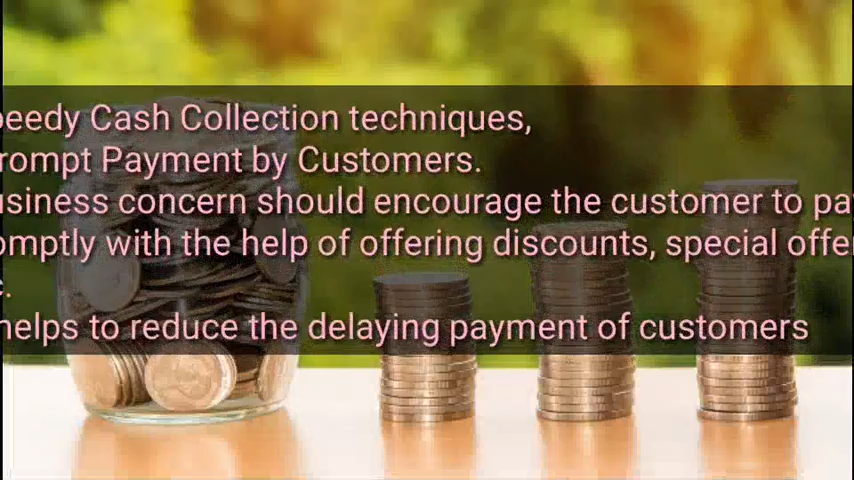 eedy Cash Collection techniques,
rompt Payment by Customers.
usiness concern should encourage the customer to pa
omptly with the help of offering discounts, special offe
c.
helps to reduce the delaying payment of customers